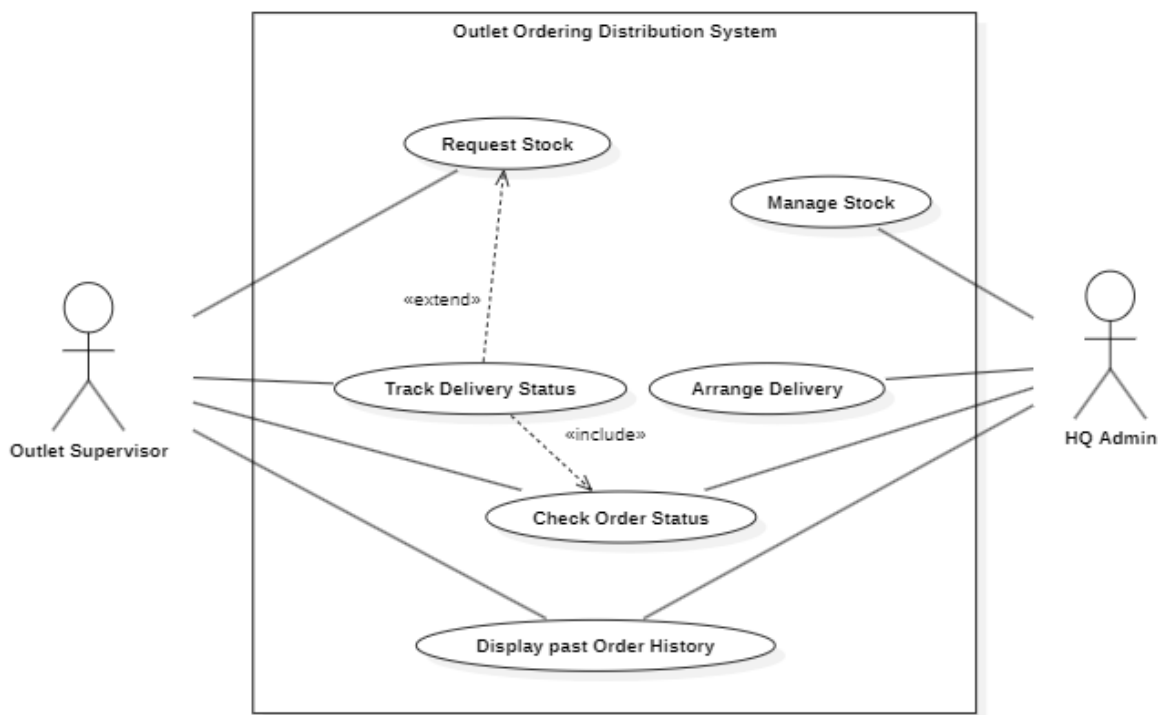 Outlet Ordering Distribution System
Request Stock
Manage Stock
«extend»
Track Delivery Status
Arrange Delivery
«include»
HQ Admin
Outlet Supervisor
Check Order Status
Display past Order History